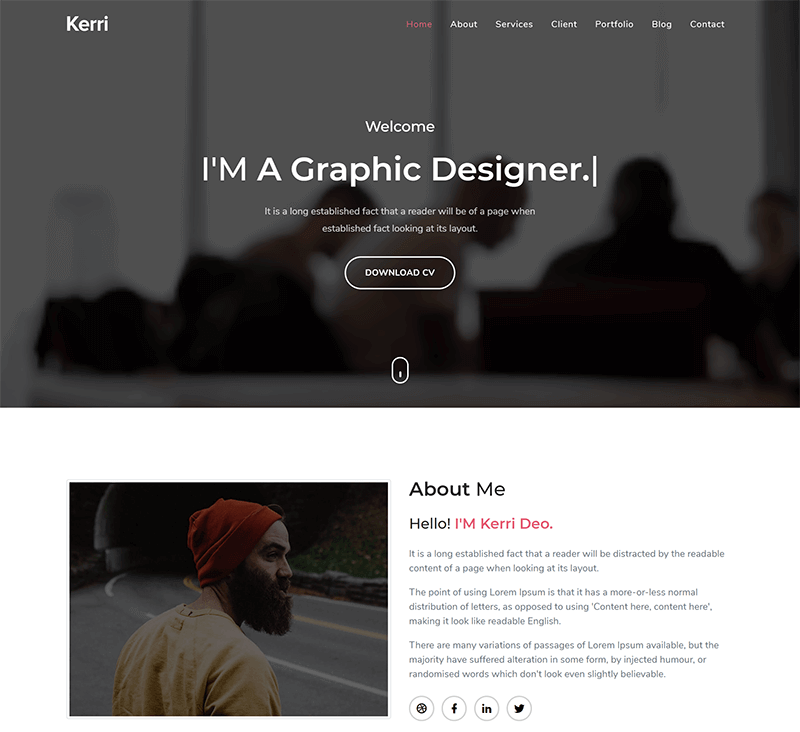 Kerri
Home About Services Client Portfolio Blog Contact
Welcome
I'M A Graphic Designer.|
It is a long established fact that a reader will be of a page when
established fact looking at its layout.
DOWNLOAD CV
About Me
Hello! I'M Kerri Deo.
It is a long established fact that a reader will be distracted by the readable
content of a page when looking at its layout.
The point of using Lorem Ipsum is that it has a more-or-less normal
distribution of letters, as opposed to using 'Content here, content here',
making it look like readable English.
There are many variations of passages of Lorem Ipsum available, but the
majority have suffered alteration in some form, by injected humour, or
randomised words which don't look even slightly believable.